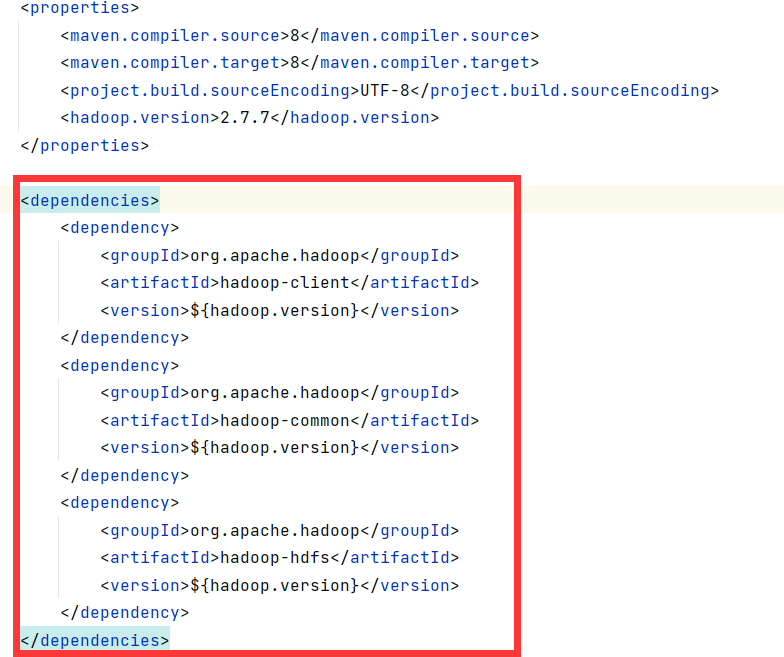 <properties>
    <maven.compiler.source>8</maven.compiler.source>
    <maven.compiler.target>8</maven.compiler.target>
    <project.build.sourceEncoding>UTF-8</project.build.sourceEncoding>
    <hadoop.version>2.7.7</hadoop.version>
</properties>
<dependencies>
    <dependency>
        <groupId>org.apache.hadoop</groupId>
        <artifactId>hadoop-client</artifactId>
        <version>${hadoop.version}</version>
    </dependency>
    <dependency>
        <groupId>org.apache.hadoop</groupId>
        <artifactId>hadoop-common</artifactId>
        <version>${hadoop.version}</version>
    </dependency>
    <dependency>
        <groupId>org.apache.hadoop</groupId>
        <artifactId>hadoop-hdfs</artifactId>
        <version>${hadoop.version}</version>
    </dependency>
</dependencies>